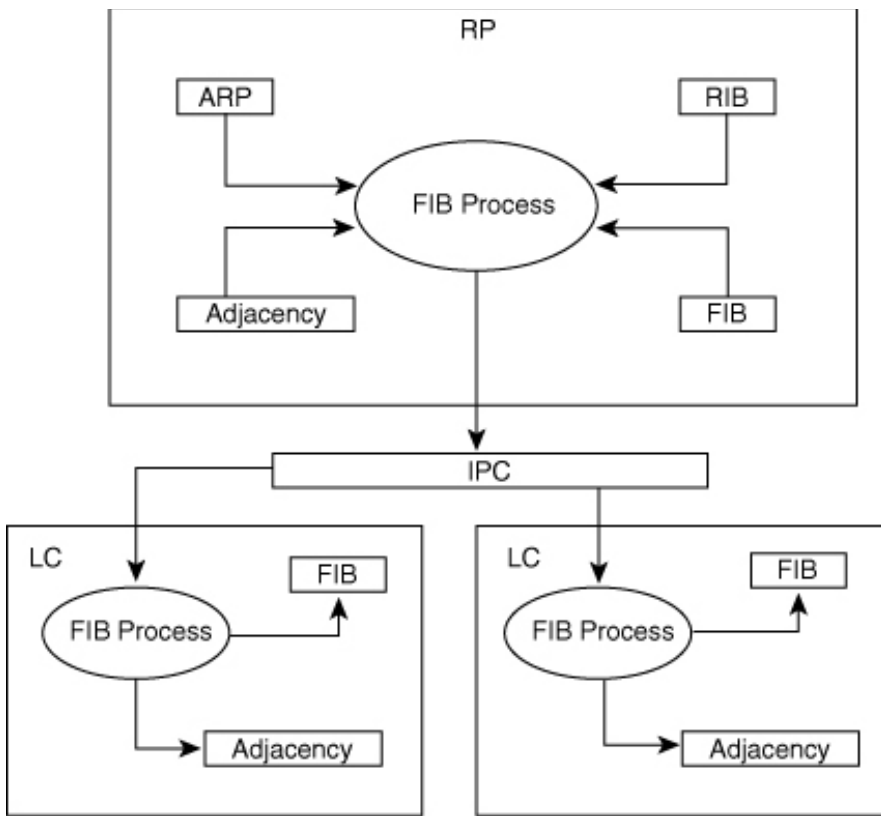 RP
ARP
RIB
FIB Process
Adjacency
FIB
IPC
LC
FIB
FIB Process
Adjacency
LC
FIB
FIB Process
Adjacency